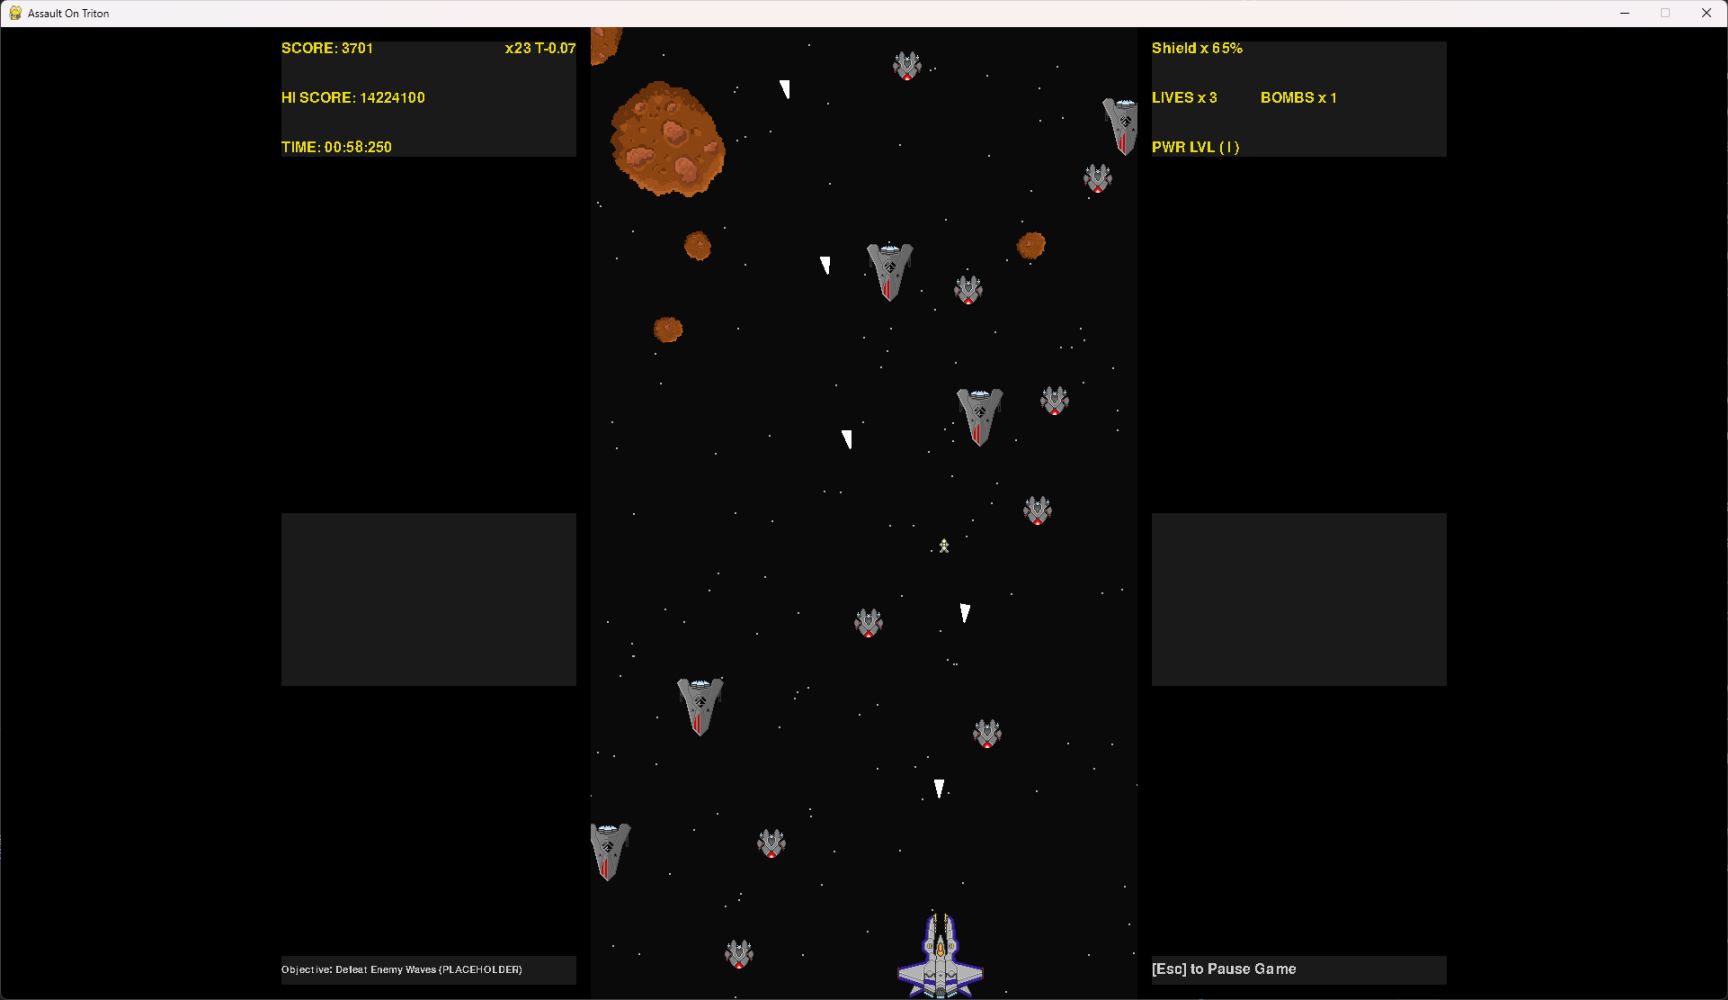 Assault On Triton
SCORE: 3701 x23 T-0.07
HI SCORE: 14224100
TIME: 00:58:250
Shield x 65%
LIVES x 3 BOMBS x 1
PWR LVL ( I )
Objective: Defeat Enemy Waves (PLACEHOLDER)
[Esc] to Pause Game